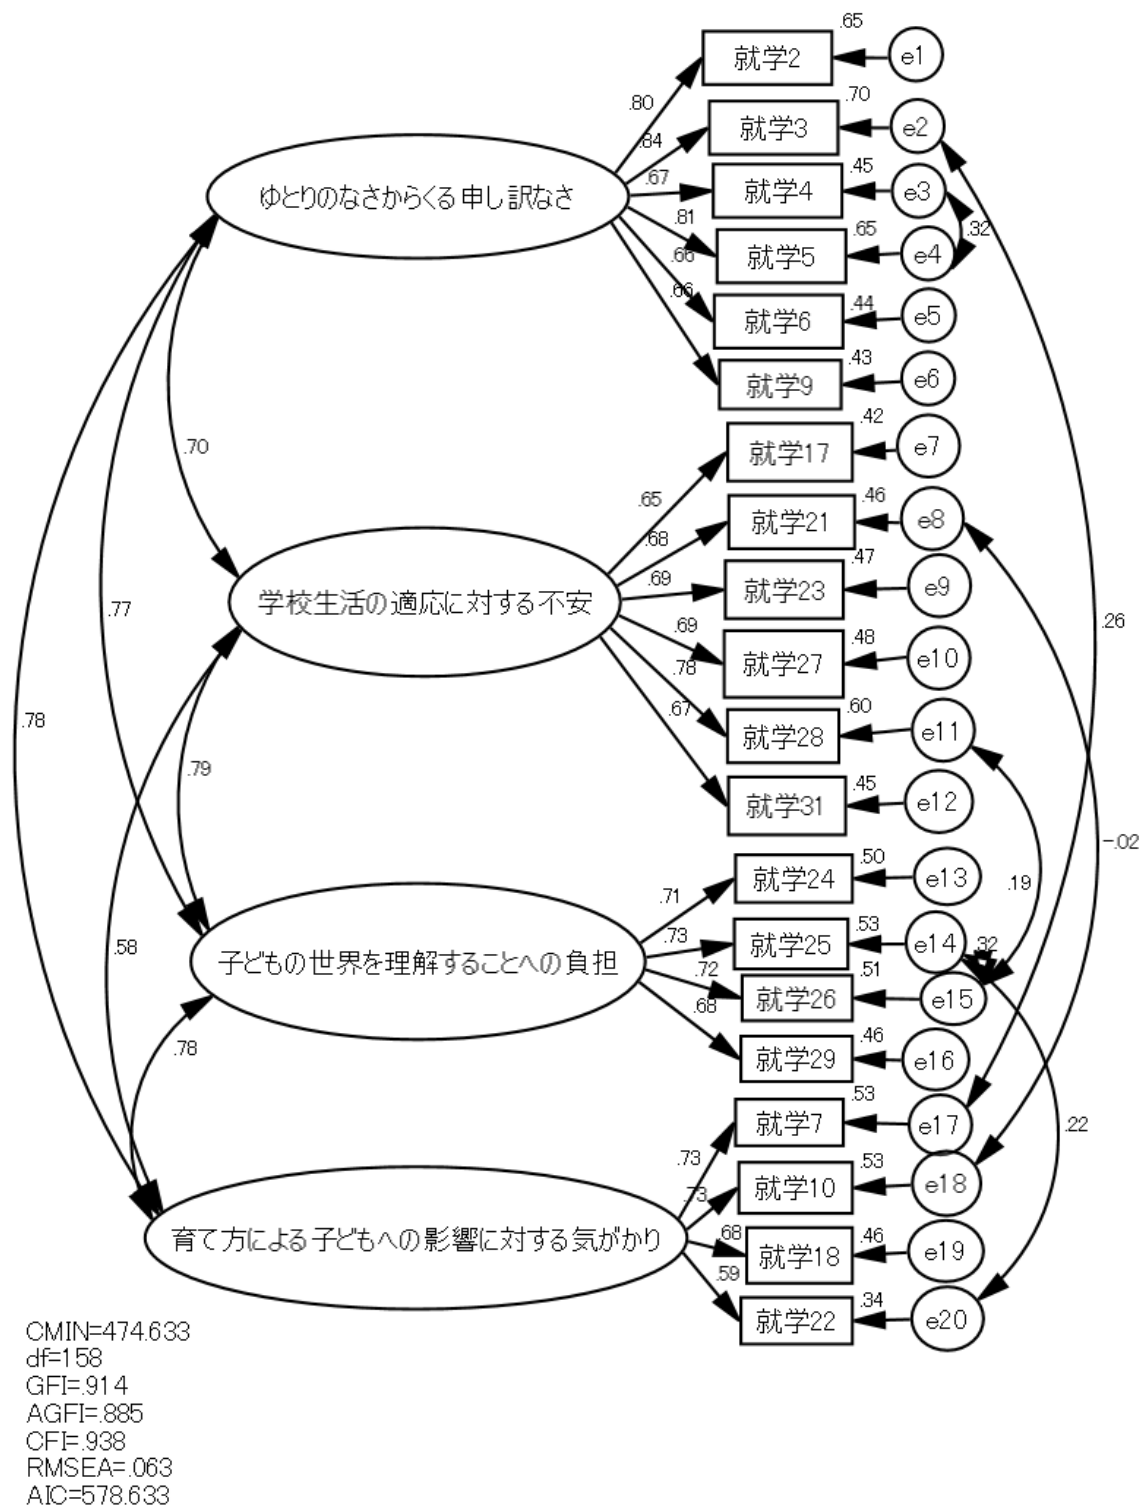 .65
就学2
e1
.80
.70
就学3
e2
.84
.45
就学4
e3
.67
ゆとりのなさからくる申し訳なさ
.81
.65
就学5
e4
.32
.66
.66
.44
就学6
e5
.43
就学9
e6
.42
就学17
e7
.70
.65
.46
就学21
e8
.68
.47
就学23
e9
.69
学校生活の適応に対する不安
.77
.26
.69
.48
就学27
e10
.78
.67
.60
就学28
e11
.78
.79
.45
就学31
e12
-.02
.50
就学24
e13
.19
.71
.53
就学25
e14
.32
.73
.58
子どもの世界を理解することへの負担
.72
.51
就学26
e15
.68
.46
就学29
e16
.78
.53
就学7
e17
.22
.73
.53
就学10
e18
.73
.46
就学18
e19
.68
育て方による子どもへの影響に対する気がかり
.59
.34
就学22
e20
CMIN=474.633
df=158
GFI=.914
AGFI=.885
CFI=.938
RMSEA=.063
AIC=578.633